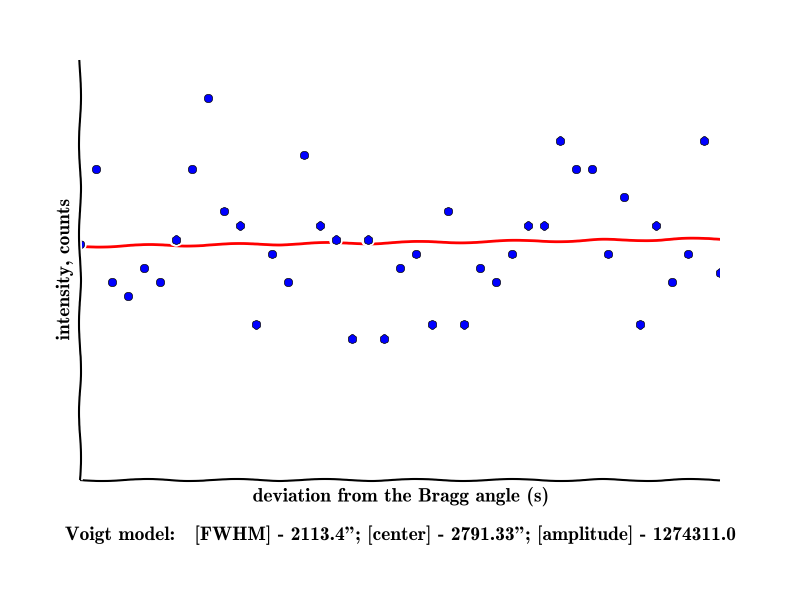 intensity, counts
deviation from the Bragg angle (s)
Voigt model: [FWHM] - 2113.4”; [center] - 2791.33”; [amplitude] - 1274311.0